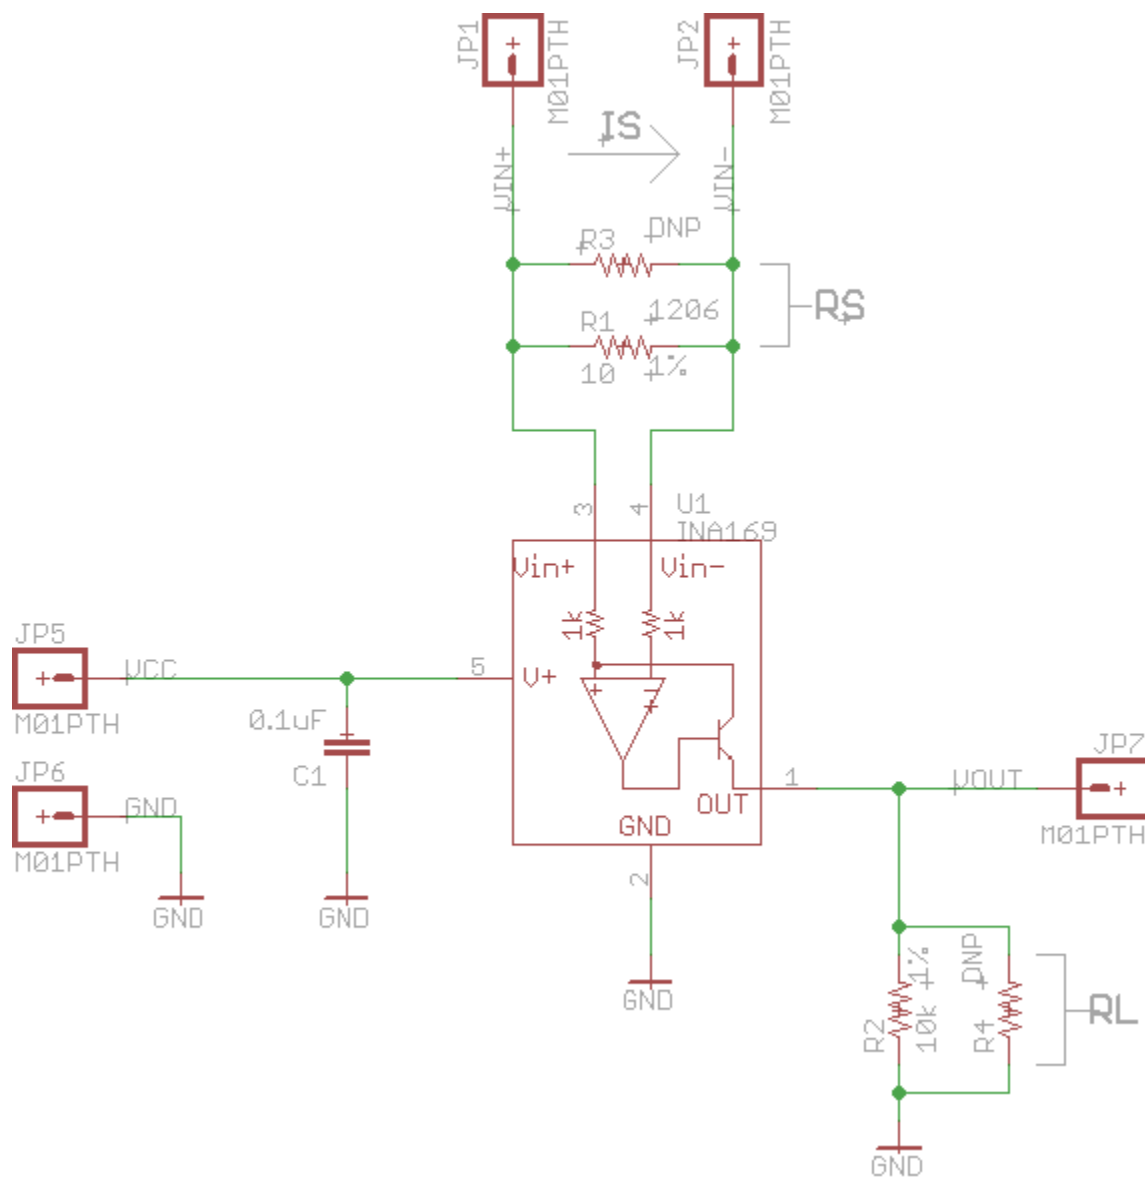 JP1
M01PTH
JP2
M01PTH
IS
VIN+
VIN-
R3
DNP
RS
R1
1206
10
1%
3
4
U1
INA169
Vin+
Vin-
1k
1k
JP5
VCC
M01PTH
5
V+
0.1uF
C1
JP6
GND
M01PTH
GND
GND
OUT
GND
1
VOUT
JP7
M01PTH
2
GND
R2
1%
10k
DNP
R4
RL
GND